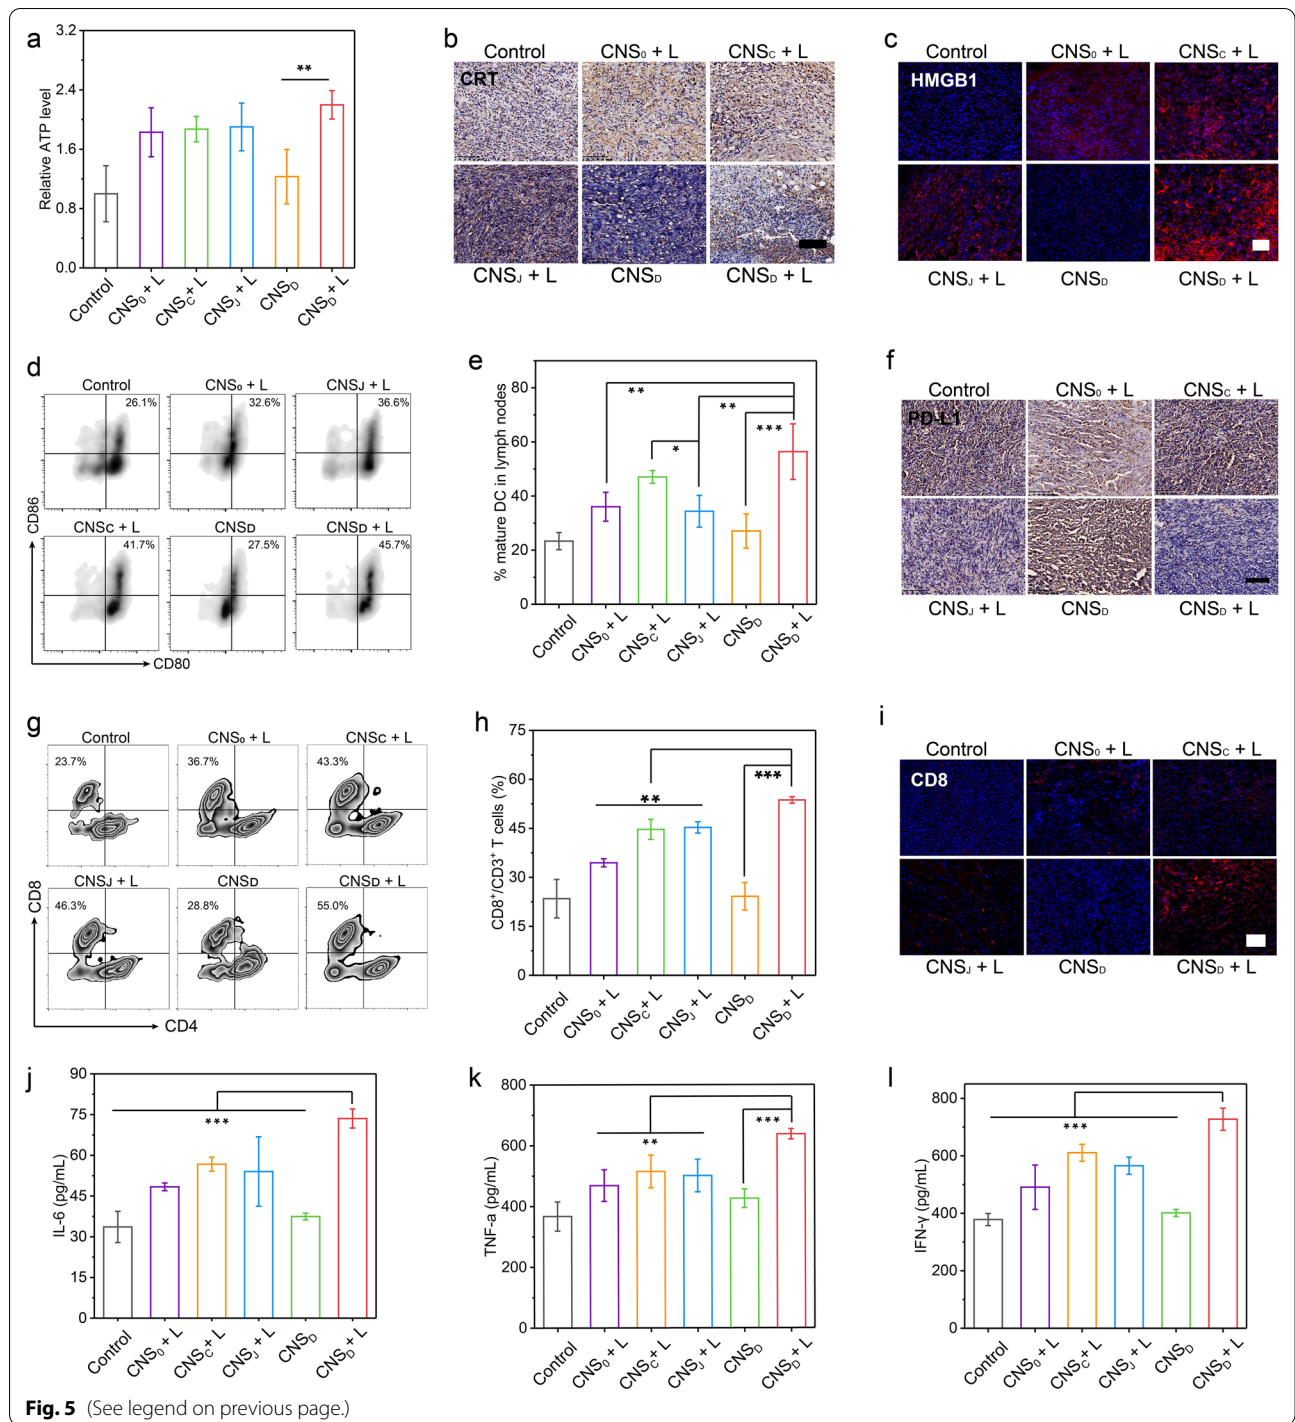 a
3.2
2.4
1.6
0.8
0.0
Relative ATP level
**
Control
CNS0 + L
CNSC + L
CNSJ + L
CNSD
CNSD + L
b
Control CNS0 + L CNSC + L
CRT
CNSJ + L CNSD CNSD + L
c
Control CNS0 + L CNSC + L
HMGB1
CNSJ + L CNSD CNSD + L
d
Control CNS0 + L CNSJ + L
26.1% 32.6% 36.6%
CNSC + L CNSD CNSD + L
41.7% 27.5% 45.7%
CD86
CD80
e
80
60
40
20
0
% mature DC in lymph nodes
**
**
***
*
Control
CNS0 + L
CNSC + L
CNSJ + L
CNSD
CNSD + L
f
Control CNS0 + L CNSC + L
PD-L1
CNSJ + L CNSD CNSD + L
g
Control CNS0 + L CNSC + L
23.7% 36.7% 43.3%
CNSJ + L CNSD CNSD + L
46.3% 28.8% 55.0%
CD8
CD4
h
75
60
45
30
15
0
CD8+/CD3+ T cells (%)
***
**
Control
CNS0 + L
CNSC + L
CNSJ + L
CNSD
CNSD + L
i
Control CNS0 + L CNSC + L
CD8
CNSJ + L CNSD CNSD + L
j
90
75
60
45
30
15
0
IL-6 (pg/mL)
***
Control
CNS0 + L
CNSC + L
CNSJ + L
CNSD
CNSD + L
k
800
600
400
200
0
TNF-a (pg/mL)
***
**
Control
CNS0 + L
CNSC + L
CNSJ + L
CNSD
CNSD + L
l
800
600
400
200
0
IFN-γ (pg/mL)
***
Control
CNS0 + L
CNSC + L
CNSJ + L
CNSD
CNSD + L
Fig. 5 (See legend on previous page.)